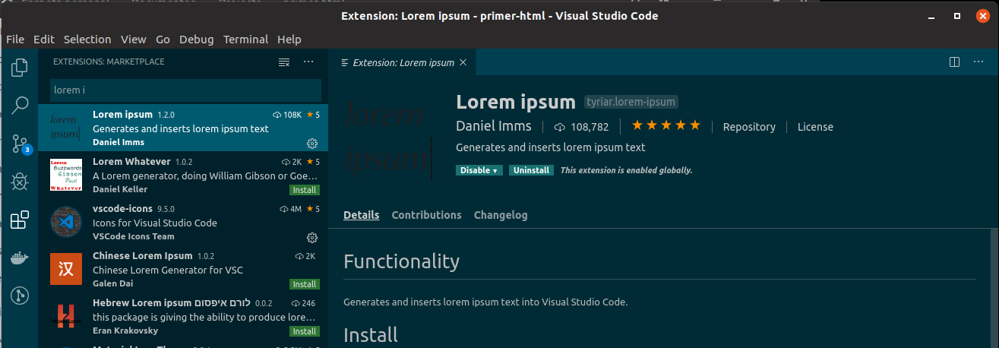 Extension: Lorem ipsum - primer-html - Visual Studio Code
File Edit Selection View Go Debug Terminal Help
EXTENSIONS: MARKETPLACE
lorem i
lorem
ipsum
Lorem ipsum 1.2.0 108K ★ 5
Generates and inserts lorem ipsum text
Daniel Imms
3
Lorem
Buzzwords
Gibson
Faust
Whatever
Lorem Whatever 1.0.2 2K ★ 5
A Lorem generator, doing William Gibson or Goe…
Daniel Keller Install
vscode-icons 9.5.0 4M ★ 5
Icons for Visual Studio Code
VSCode Icons Team
汉
Chinese Lorem Ipsum 1.0.2 2K
Chinese Lorem Generator for VSC
Galen Dai Install
Hebrew Lorem
Hebrew Lorem ipsum לורם איפסום 0.0.2 246
this package is giving the ability to produce lore…
Eran Krakovsky Install
Extension: Lorem ipsum
lorem
ipsum
Lorem ipsum tyriar.lorem-ipsum
Daniel Imms 108,782 ★★★★★ Repository License
Generates and inserts lorem ipsum text
Disable Uninstall This extension is enabled globally.
Details Contributions Changelog
Functionality
Generates and inserts lorem ipsum text into Visual Studio Code.
Install